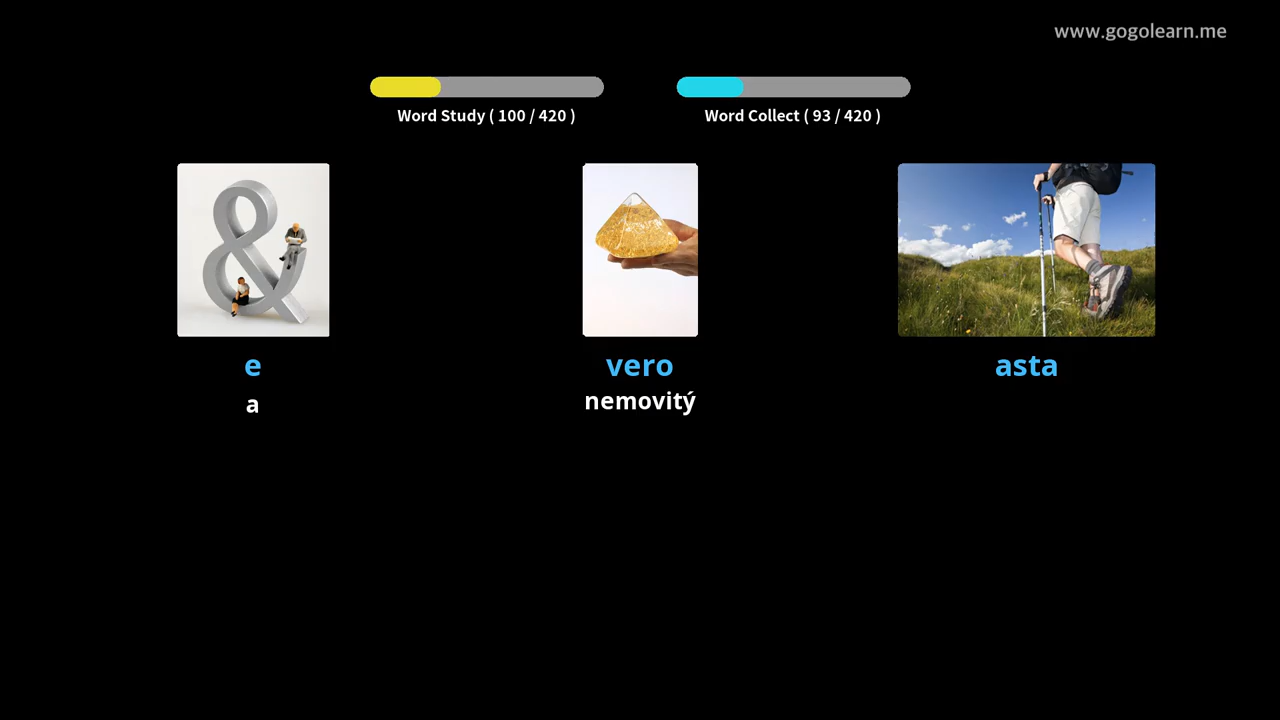 www.gogolearn.me
Word Study ( 100 / 420 )
Word Collect ( 93 / 420 )
&
e
vero
asta
a
nemovitý